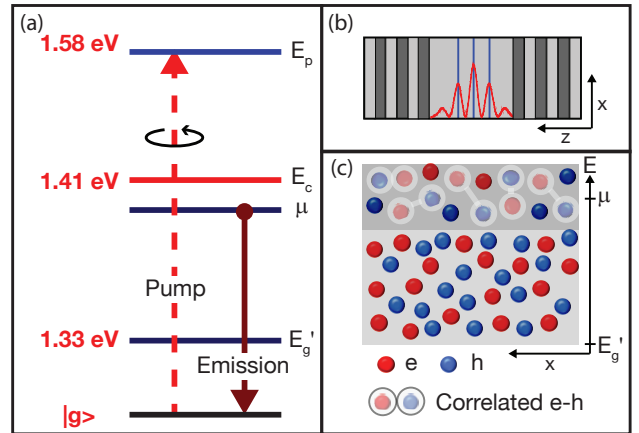 (a)
1.58 eV
E_p
1.41 eV
E_c
μ
Pump
1.33 eV
E_g'
Emission
|g>
(b)
x
z
(c)
E
μ
E_g'
x
e
h
Correlated e-h